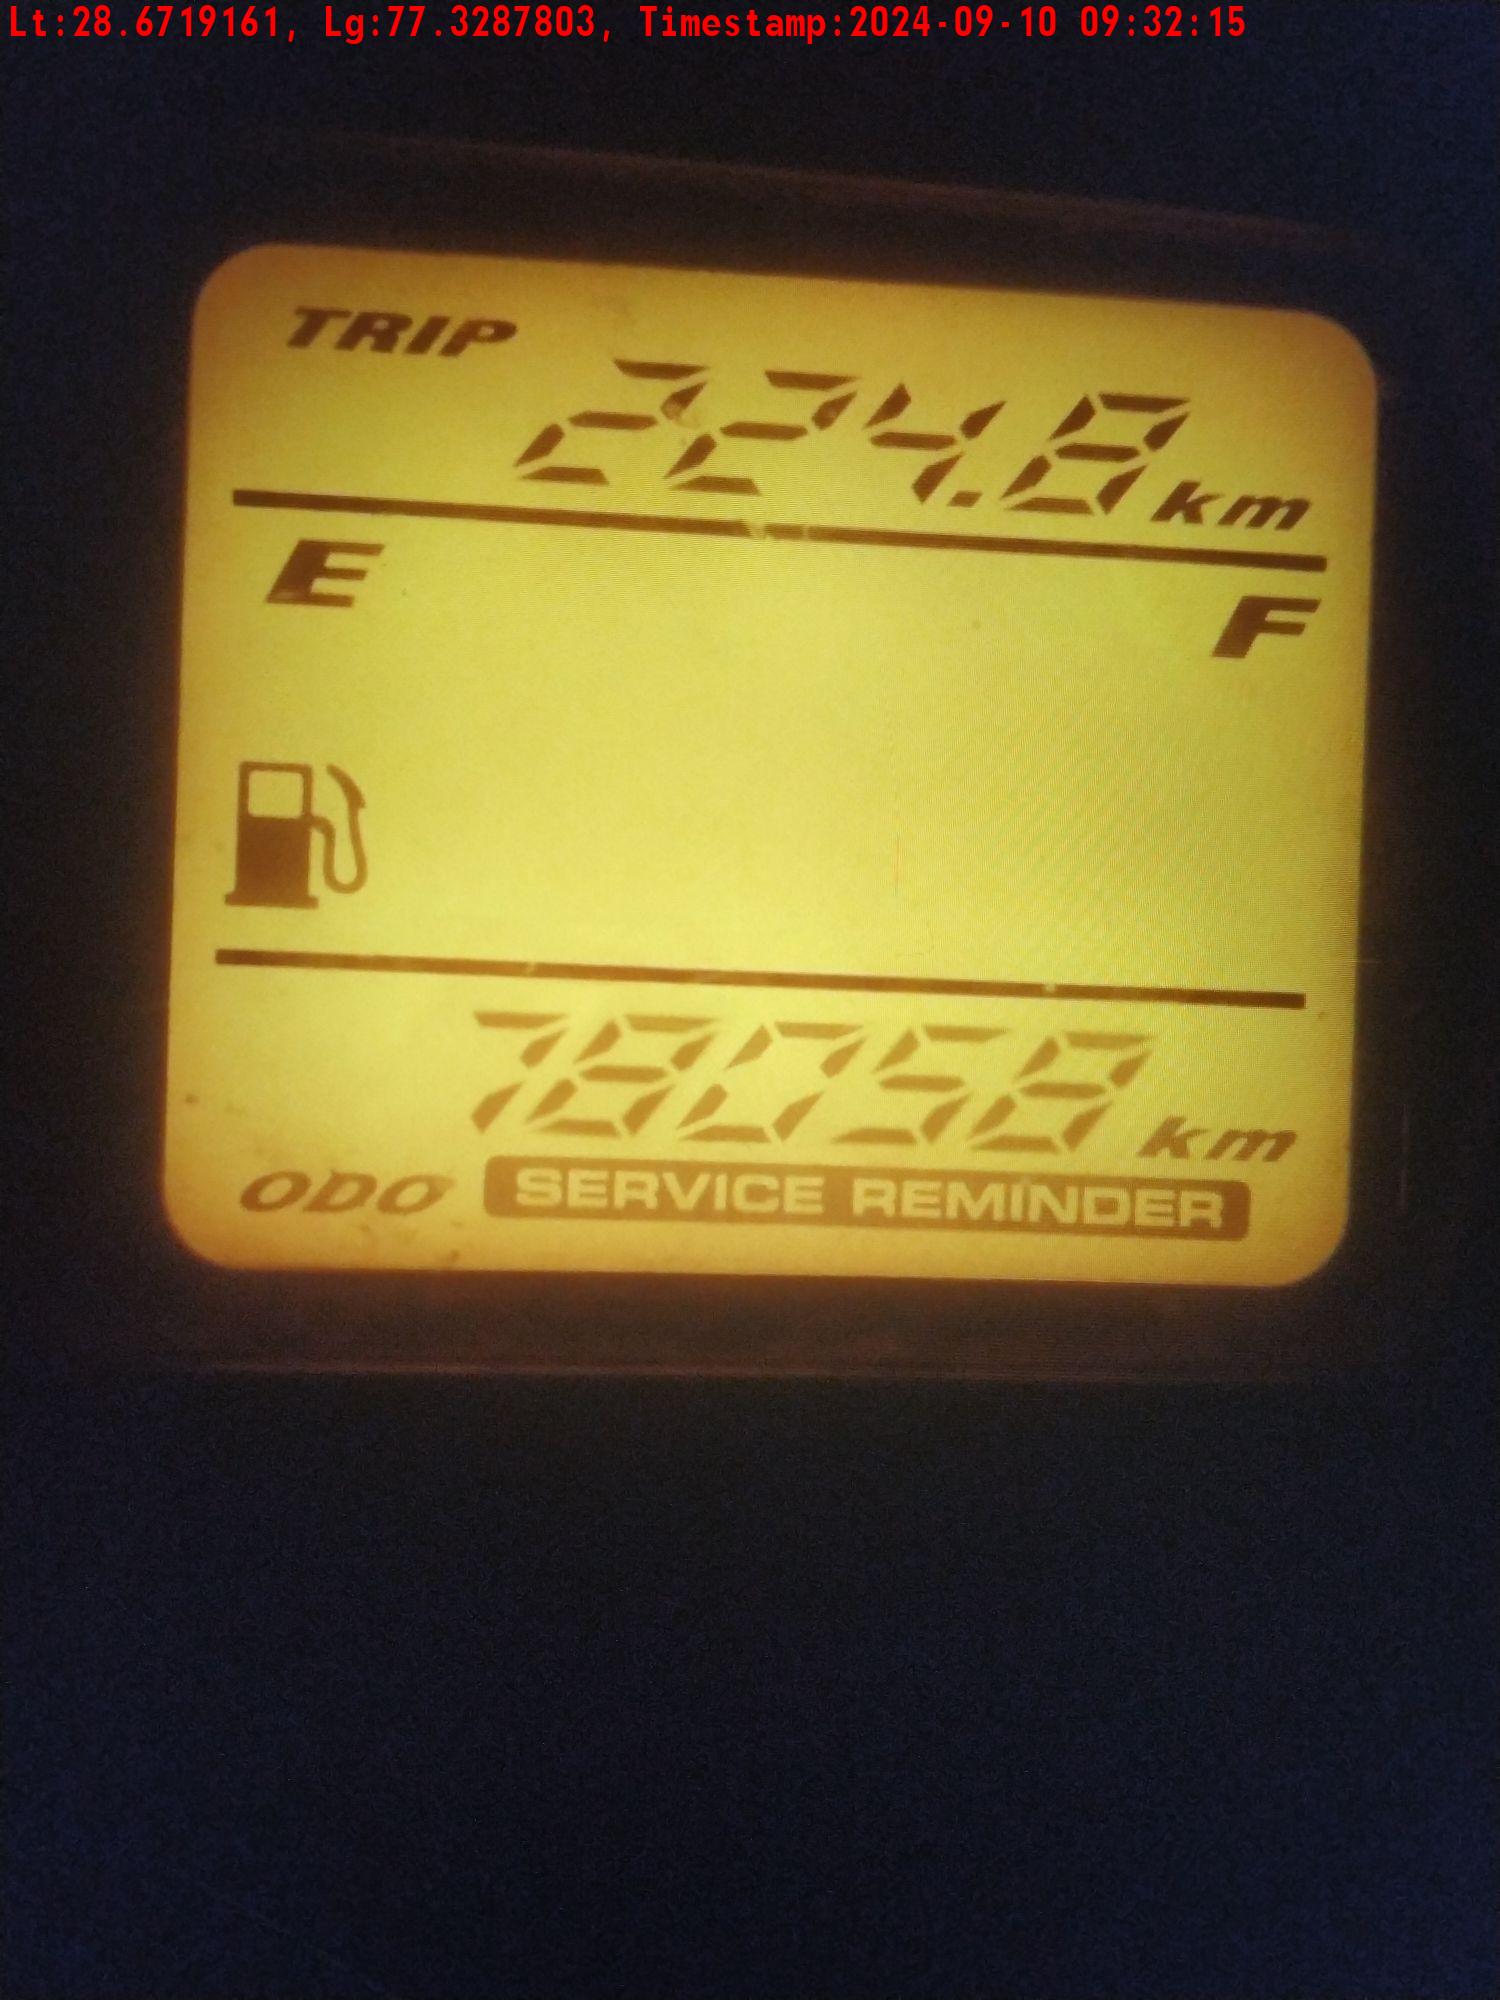 Lt:28.6719161, Lg:77.3287803, Timestamp:2024-09-10 09:32:15
TRIP
224.8 km
E F
78058 km
ODO SERVICE REMINDER